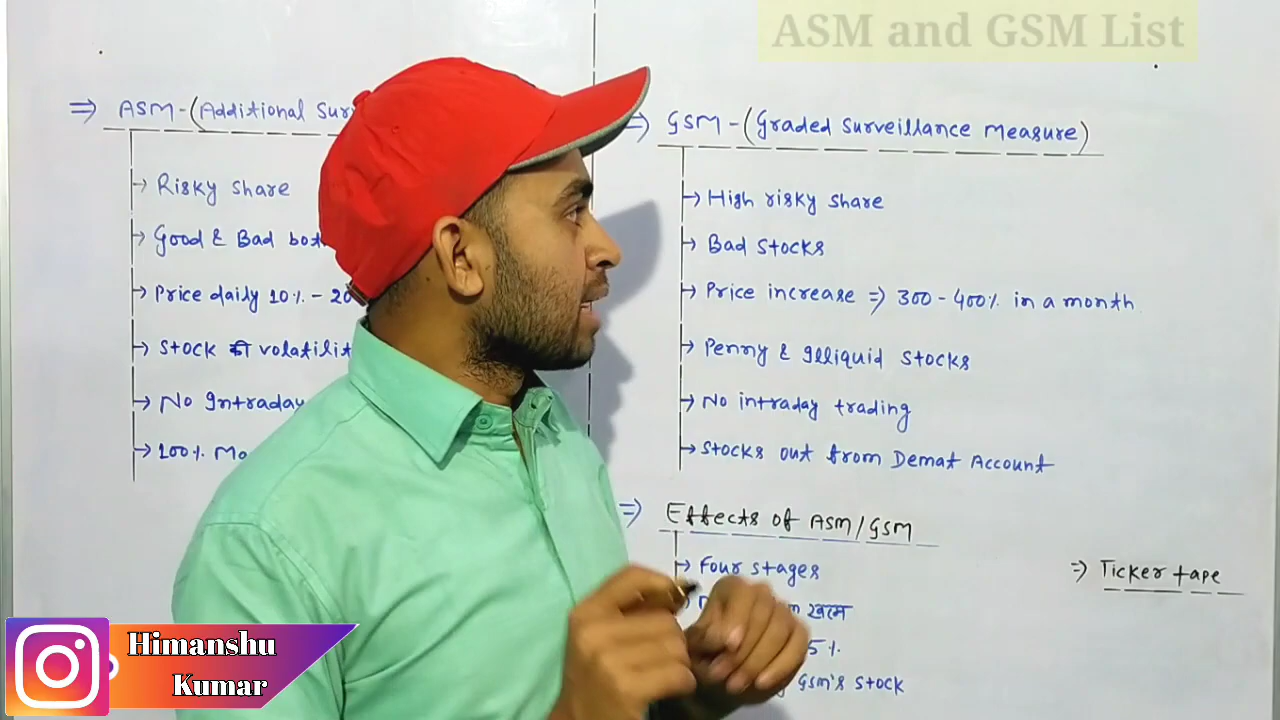 ASM and GSM List
⇒ ASM - (Additional Sur
→ Risky share
→ Good & Bad bot
→ Price daily 10% - 20
→ Stock की volatilit
→ No Intraday
→ 100% Ma
⇒ GSM - (Graded Surveillance Measure)
→ High risky share
→ Bad Stocks
→ Price increase ⇒ 300 - 400% in a month
→ Penny & Illiquid Stocks
→ No intraday trading
→ Stocks out from Demat Account
⇒ Effects of ASM/GSM
→ Four stages
खत्म
5%
GSM's stock
⇒ Ticker tape
Himanshu
Kumar